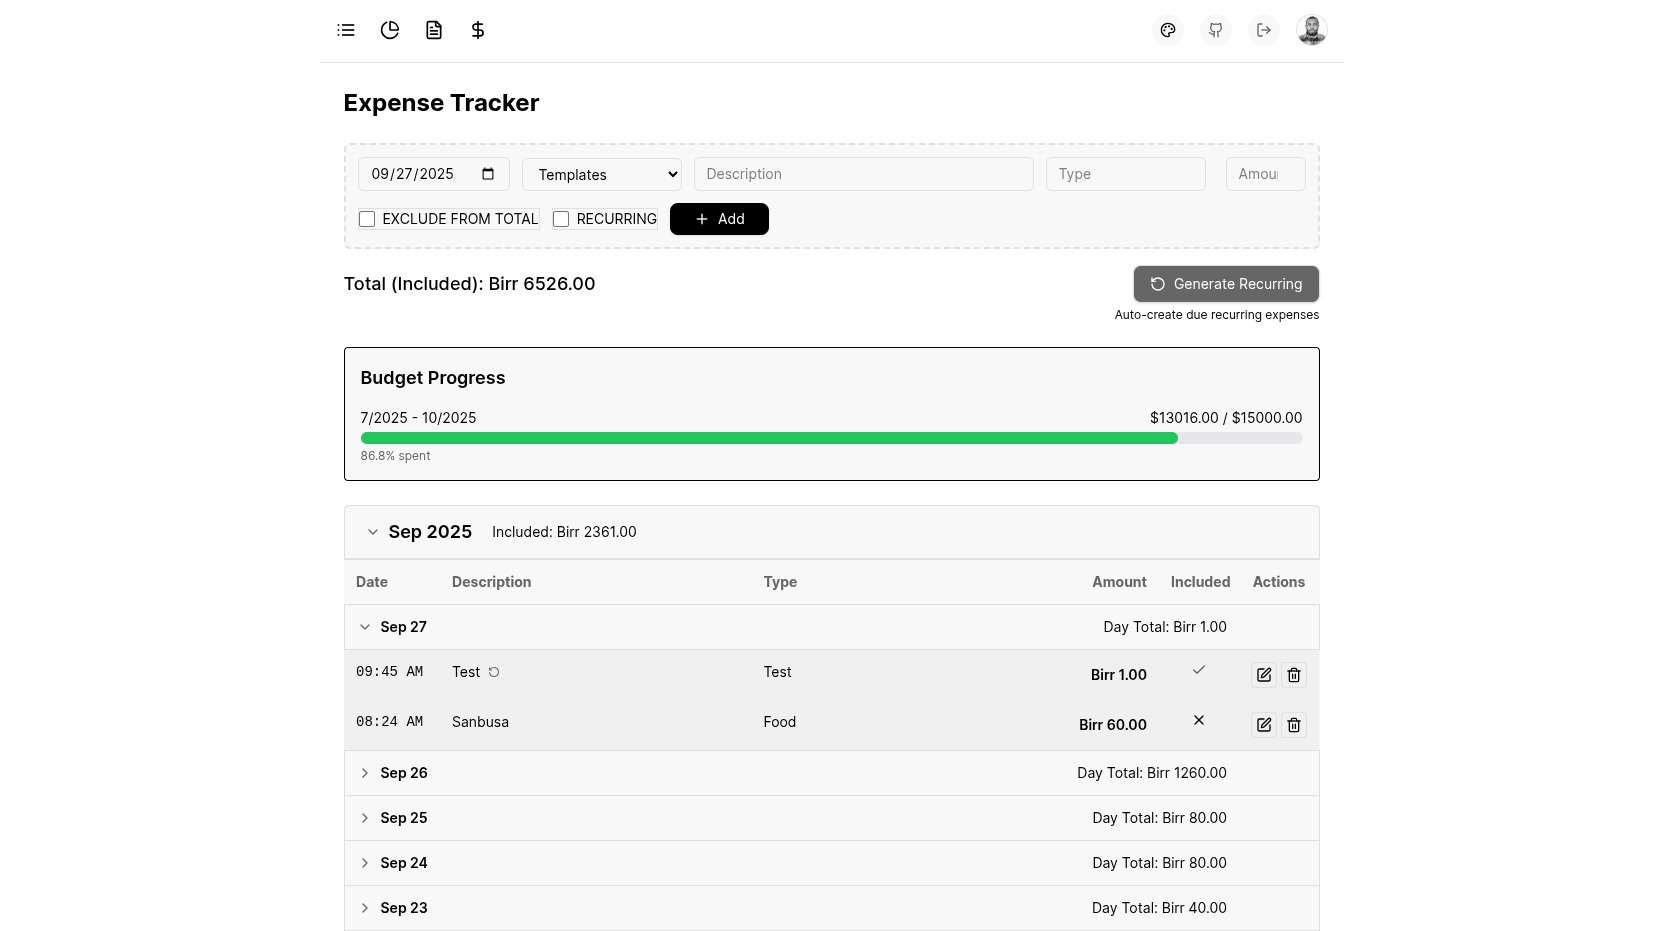 Expense Tracker
09/27/2025 Templates Description Type Amou
EXCLUDE FROM TOTAL RECURRING + Add
Total (Included): Birr 6526.00 Generate Recurring
Auto-create due recurring expenses
Budget Progress
7/2025 - 10/2025 $13016.00 / $15000.00
86.8% spent
Sep 2025 Included: Birr 2361.00
Date Description Type Amount Included Actions
Sep 27 Day Total: Birr 1.00
09:45 AM Test Test Birr 1.00
08:24 AM Sanbusa Food Birr 60.00
Sep 26 Day Total: Birr 1260.00
Sep 25 Day Total: Birr 80.00
Sep 24 Day Total: Birr 80.00
Sep 23 Day Total: Birr 40.00